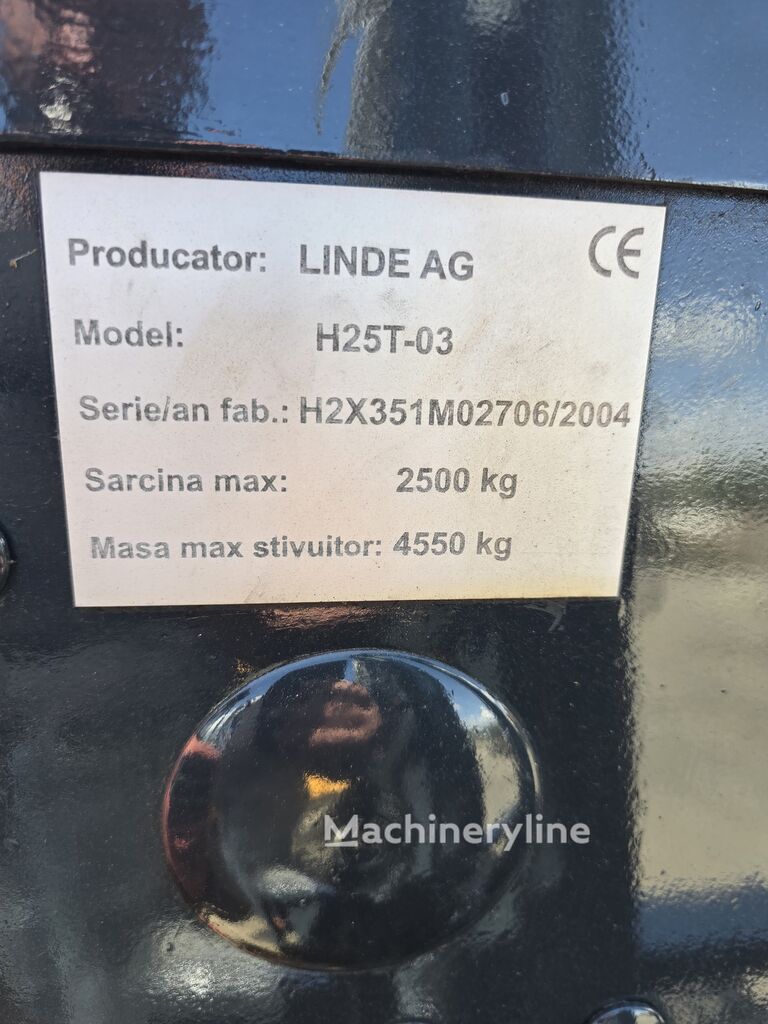 Producator: LINDE AG CE
Model: H25T-03
Serie/an fab.: H2X351M02706/2004
Sarcina max: 2500 kg
Masa max stivuitor: 4550 kg
Machineryline